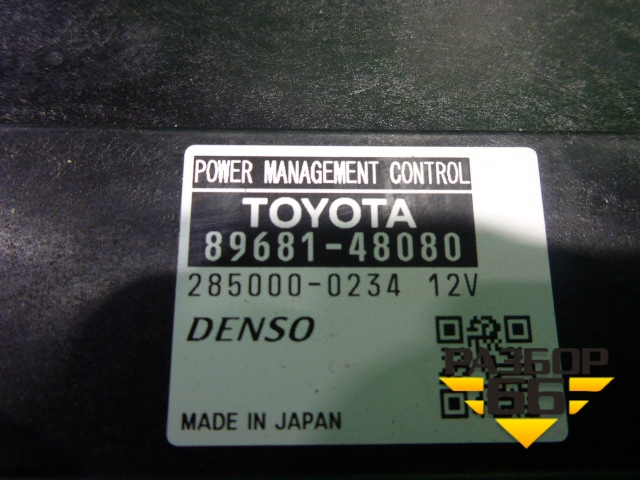 POWER MANAGEMENT CONTROL
TOYOTA
89681-48080
285000-0234 12V
DENSO
РАЗБОР
66
MADE IN JAPAN